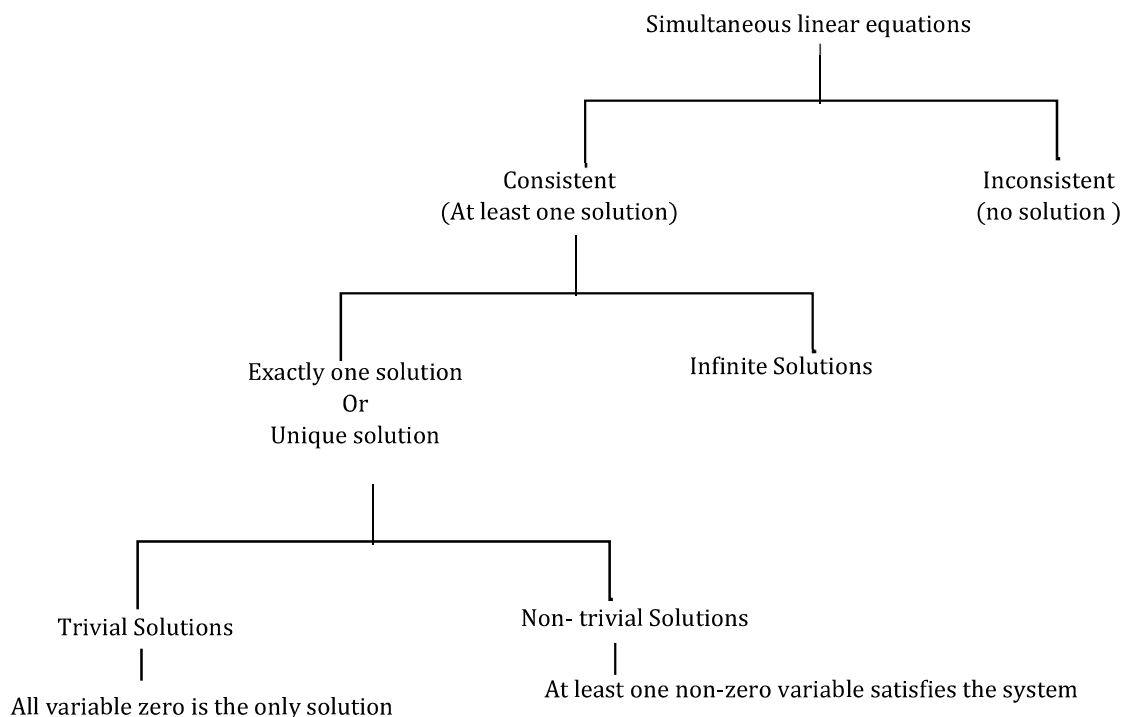 Simultaneous linear equations
Consistent
(At least one solution)
Inconsistent
(no solution )
Exactly one solution
Or
Unique solution
Infinite Solutions
Trivial Solutions
Non- trivial Solutions
All variable zero is the only solution
At least one non-zero variable satisfies the system